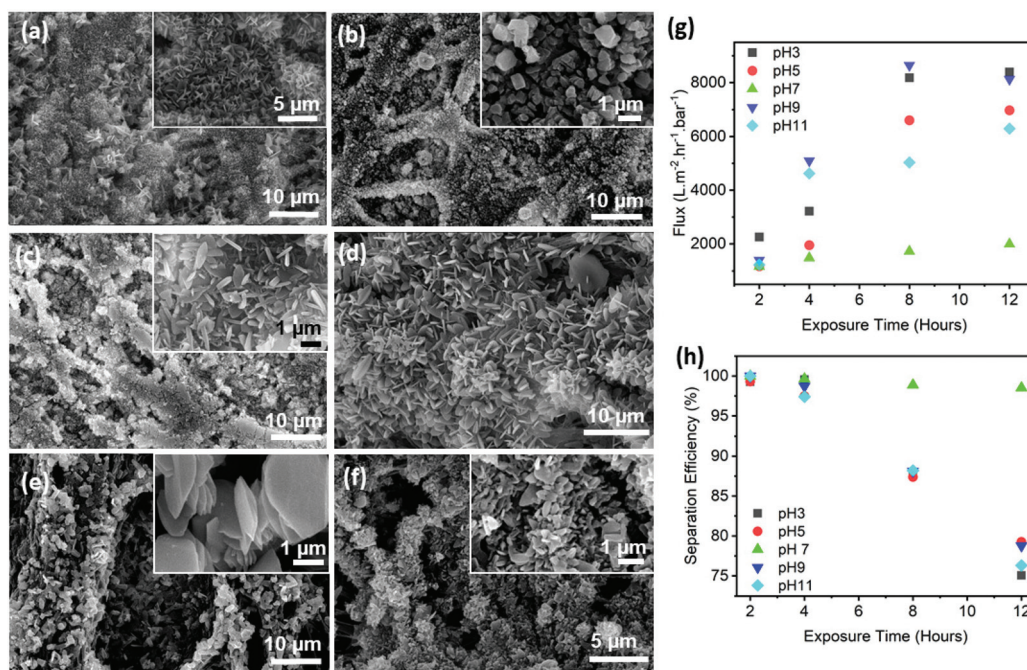 (a)
5 µm
10 µm
(b)
1 µm
10 µm
(c)
1 µm
10 µm
(d)
10 µm
(e)
1 µm
10 µm
(f)
1 µm
5 µm
(g)
pH3
pH5
pH7
pH9
pH11
8000
6000
4000
2000
Flux (L.m⁻².hr⁻¹.bar⁻¹)
2 4 6 8 10 12
Exposure Time (Hours)
(h)
100
95
90
85
80
75
Separation Efficiency (%)
pH3
pH5
pH 7
pH9
pH11
2 4 6 8 10 12
Exposure Time (Hours)